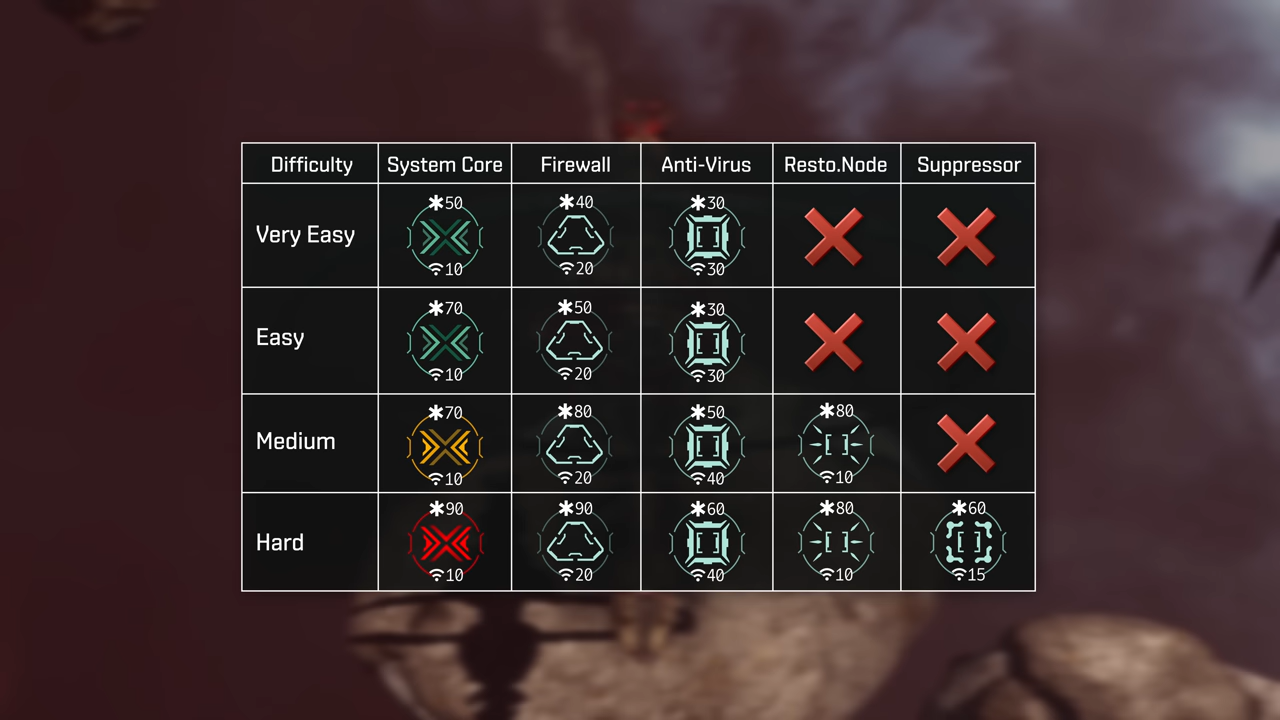 Difficulty System Core Firewall Anti-Virus Resto.Node Suppressor
50 40 30
Very Easy
10 20 30
70 50 30
Easy
10 20 30
70 80 50 80
Medium
10 20 40 10
90 90 60 80 60
Hard
10 20 40 10 15